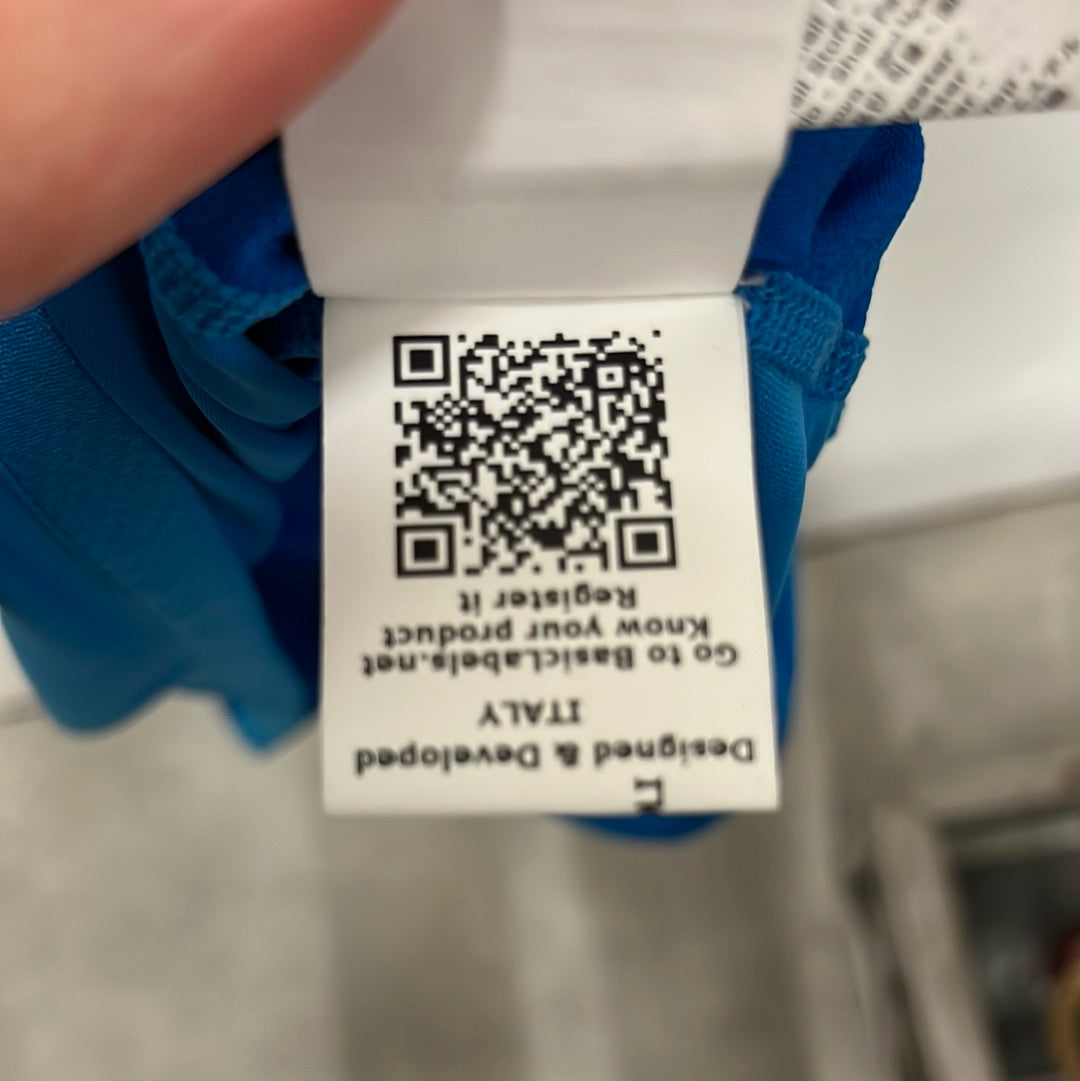 Designed & Developed
ITALY
Go to BasicLabels.net
Know your product
Register it